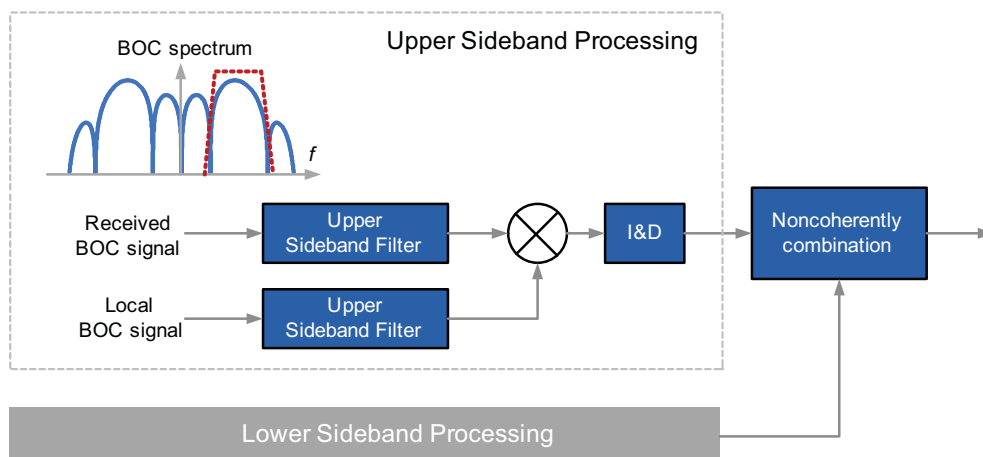 Upper Sideband Processing
BOC spectrum
f
Received
BOC signal
Upper
Sideband Filter
I&D
Noncoherently
combination
Local
BOC signal
Upper
Sideband Filter
Lower Sideband Processing